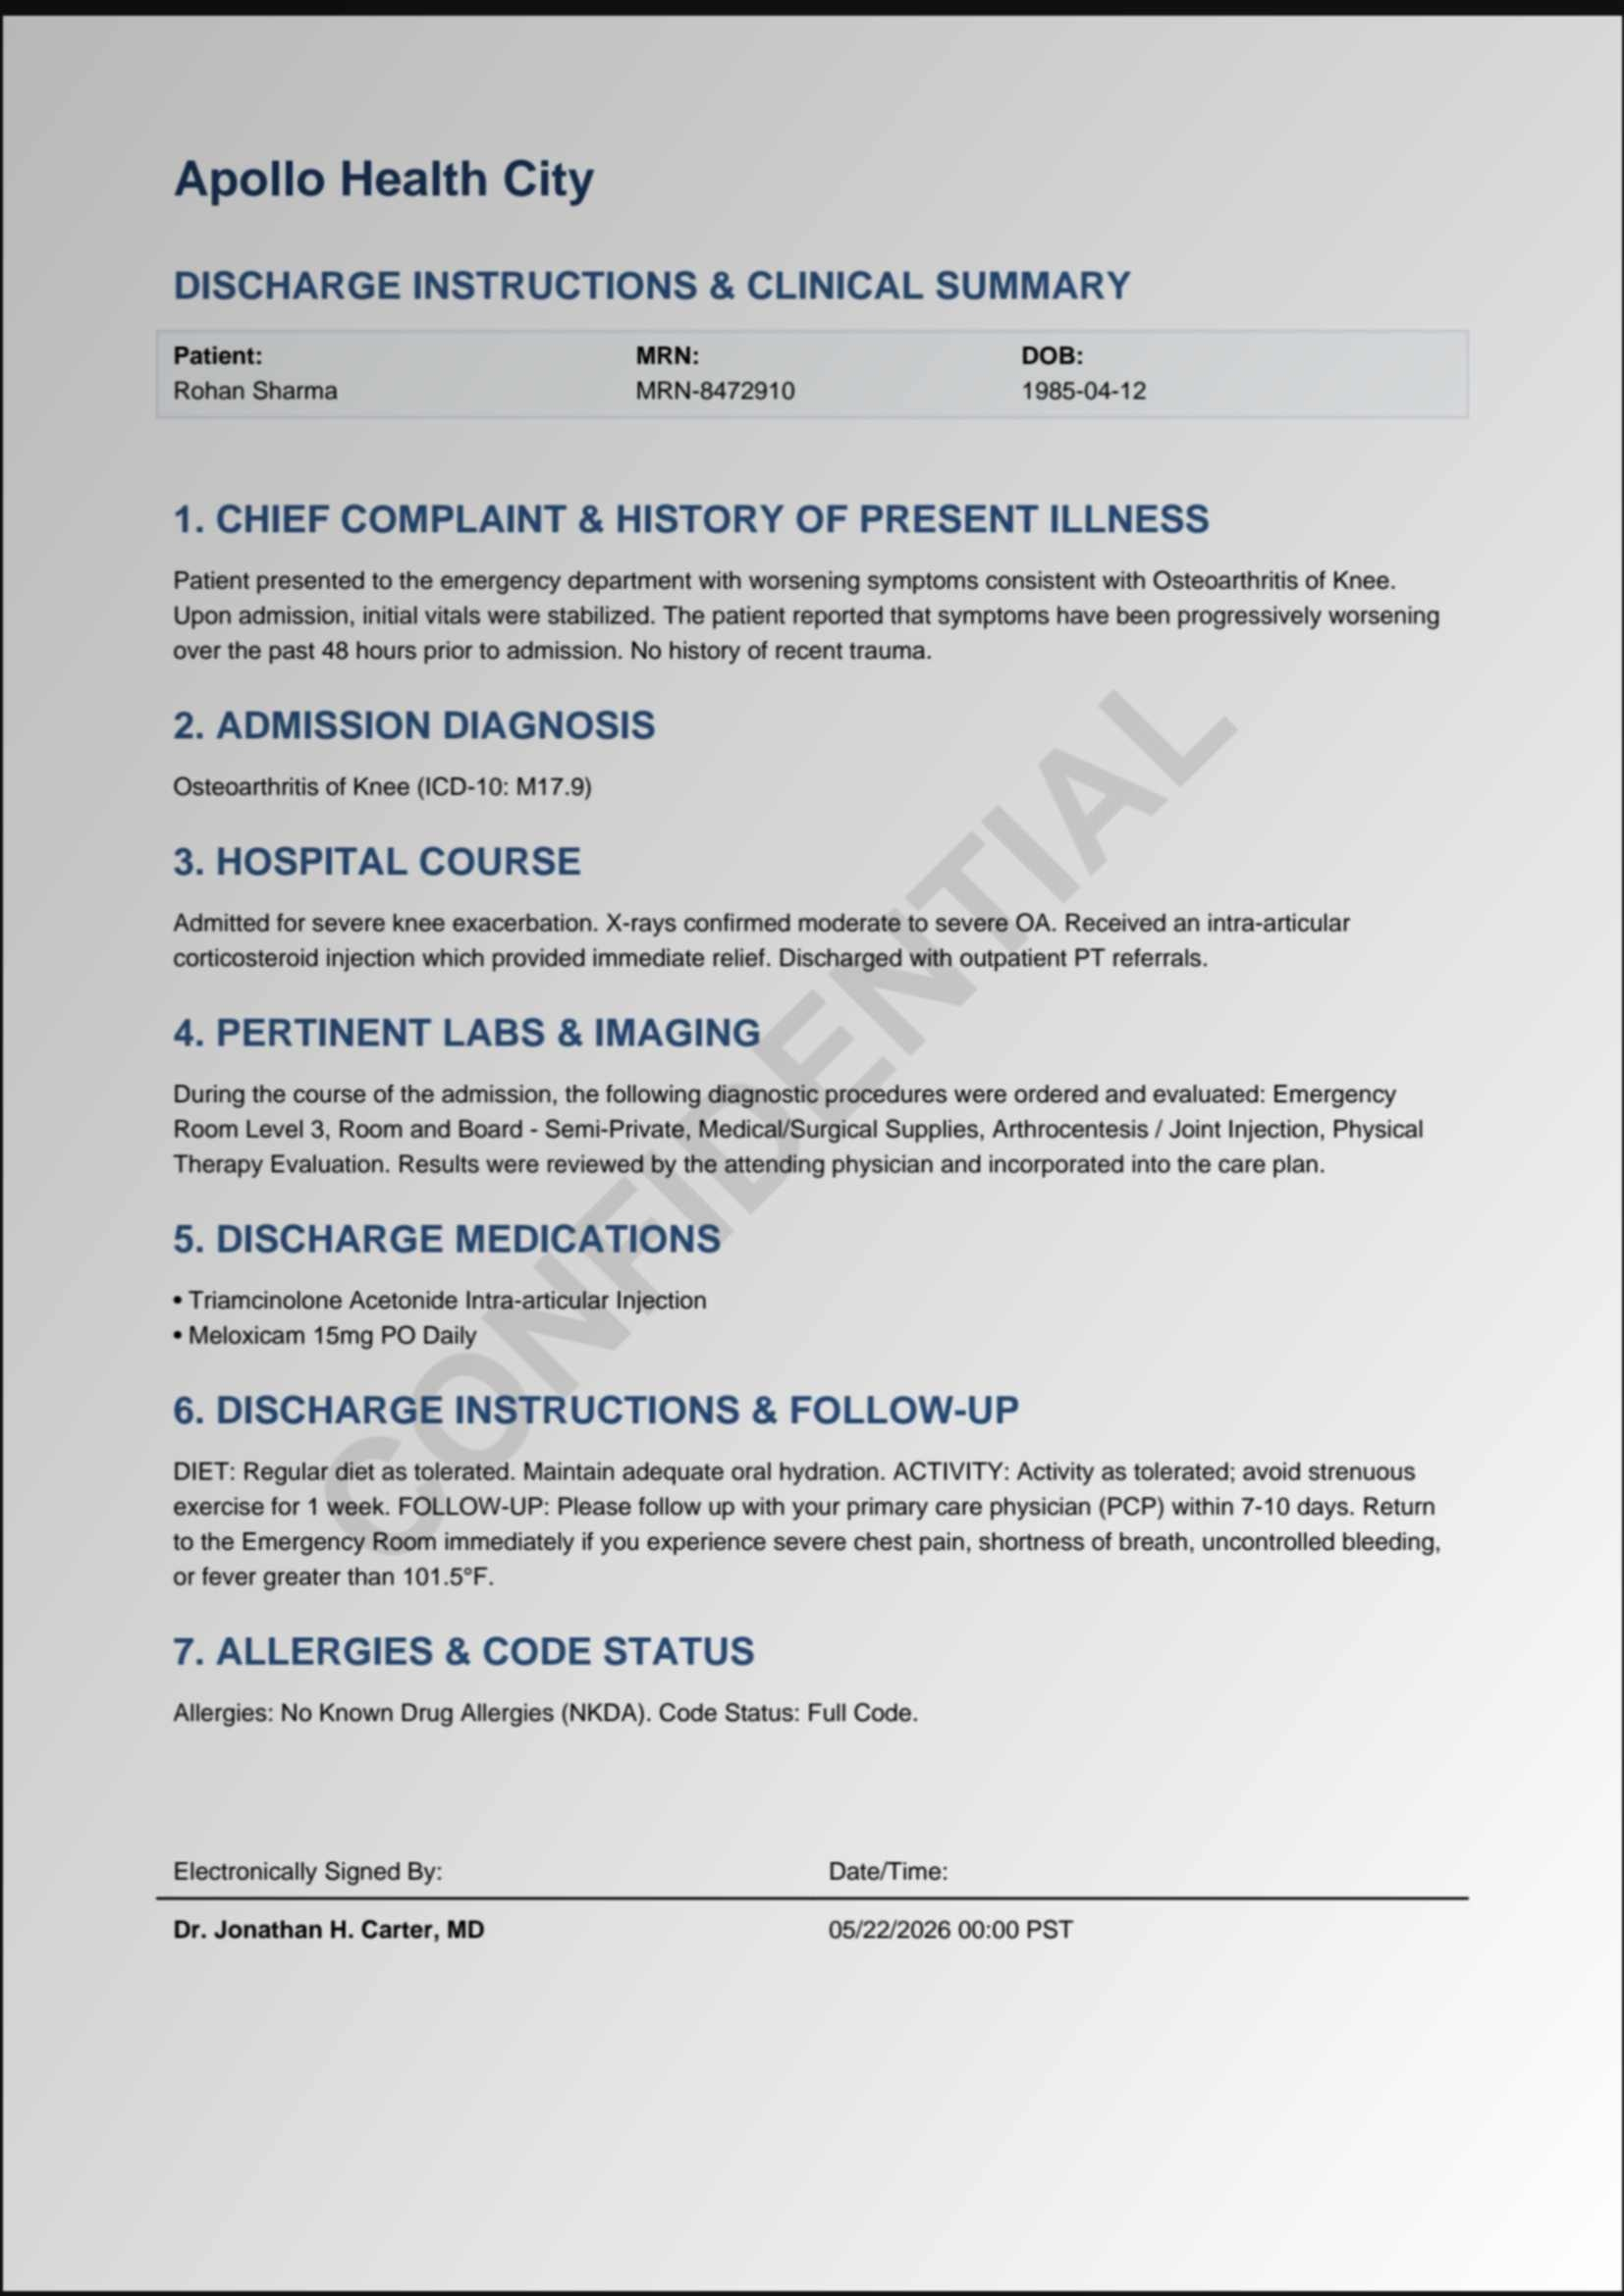 Apollo Health City
DISCHARGE INSTRUCTIONS & CLINICAL SUMMARY
Patient: MRN: DOB:
Rohan Sharma MRN-8472910 1985-04-12
1. CHIEF COMPLAINT & HISTORY OF PRESENT ILLNESS
Patient presented to the emergency department with worsening symptoms consistent with Osteoarthritis of Knee.
Upon admission, initial vitals were stabilized. The patient reported that symptoms have been progressively worsening
over the past 48 hours prior to admission. No history of recent trauma.
2. ADMISSION DIAGNOSIS
Osteoarthritis of Knee (ICD-10: M17.9)
3. HOSPITAL COURSE
Admitted for severe knee exacerbation. X-rays confirmed moderate to severe OA. Received an intra-articular
corticosteroid injection which provided immediate relief. Discharged with outpatient PT referrals.
4. PERTINENT LABS & IMAGING
During the course of the admission, the following diagnostic procedures were ordered and evaluated: Emergency
Room Level 3, Room and Board - Semi-Private, Medical/Surgical Supplies, Arthrocentesis / Joint Injection, Physical
Therapy Evaluation. Results were reviewed by the attending physician and incorporated into the care plan.
5. DISCHARGE MEDICATIONS
• Triamcinolone Acetonide Intra-articular Injection
• Meloxicam 15mg PO Daily
6. DISCHARGE INSTRUCTIONS & FOLLOW-UP
DIET: Regular diet as tolerated. Maintain adequate oral hydration. ACTIVITY: Activity as tolerated; avoid strenuous
exercise for 1 week. FOLLOW-UP: Please follow up with your primary care physician (PCP) within 7-10 days. Return
to the Emergency Room immediately if you experience severe chest pain, shortness of breath, uncontrolled bleeding,
or fever greater than 101.5°F.
7. ALLERGIES & CODE STATUS
Allergies: No Known Drug Allergies (NKDA). Code Status: Full Code.
Electronically Signed By: Date/Time:
Dr. Jonathan H. Carter, MD 05/22/2026 00:00 PST
CONFIDENTIAL